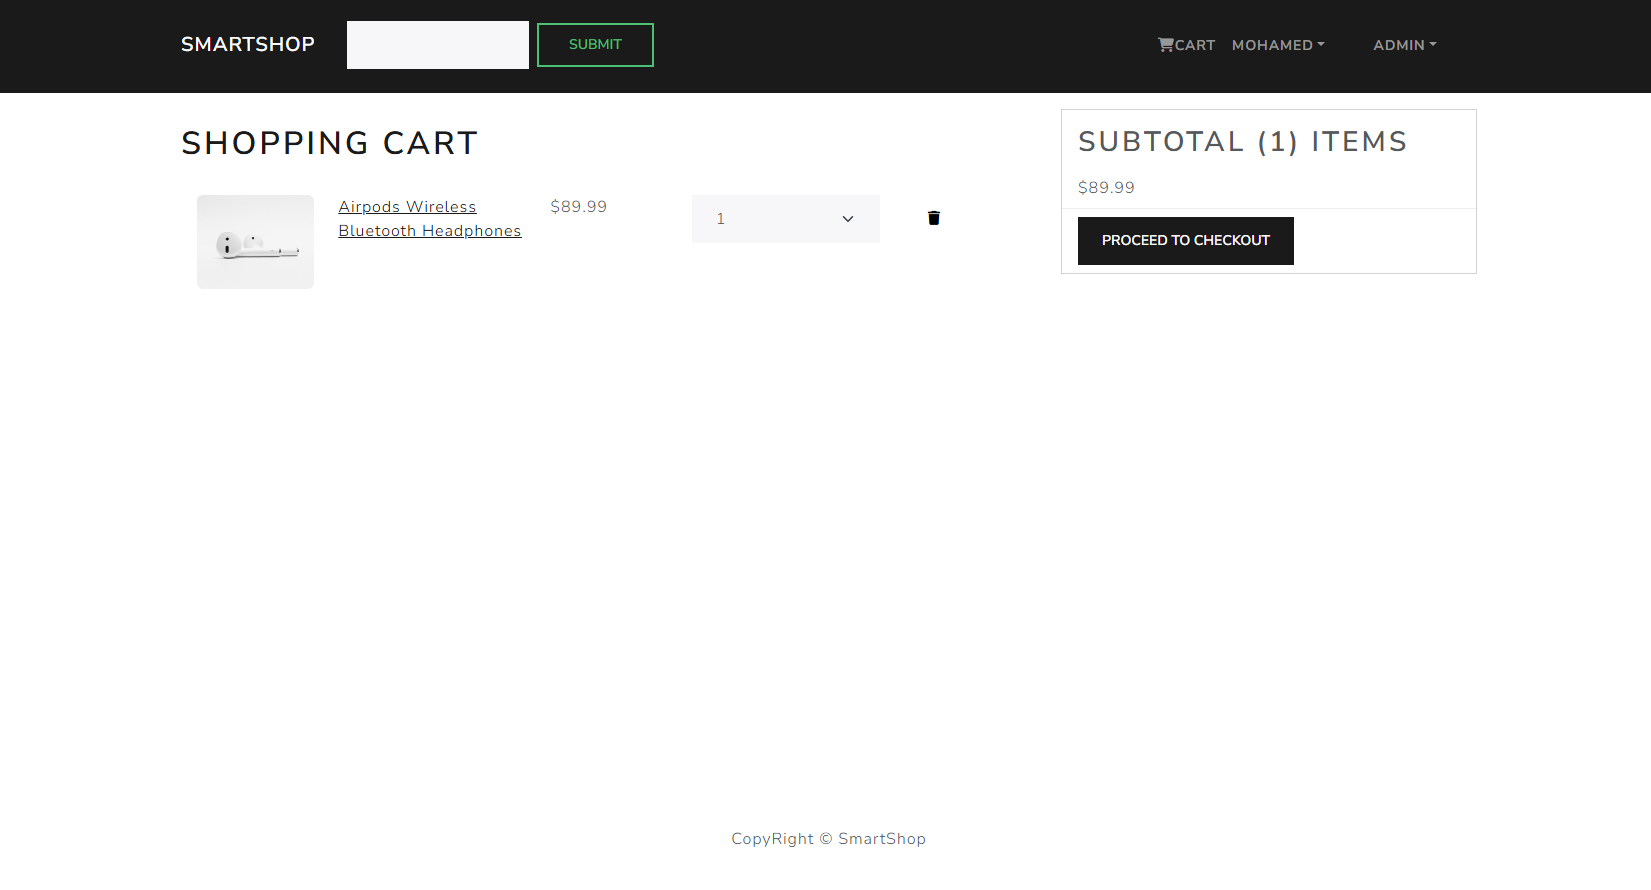 SMARTSHOP
SUBMIT
CART
MOHAMED
ADMIN
SHOPPING CART
Airpods Wireless
Bluetooth Headphones
$89.99
1
SUBTOTAL (1) ITEMS
$89.99
PROCEED TO CHECKOUT
CopyRight © SmartShop